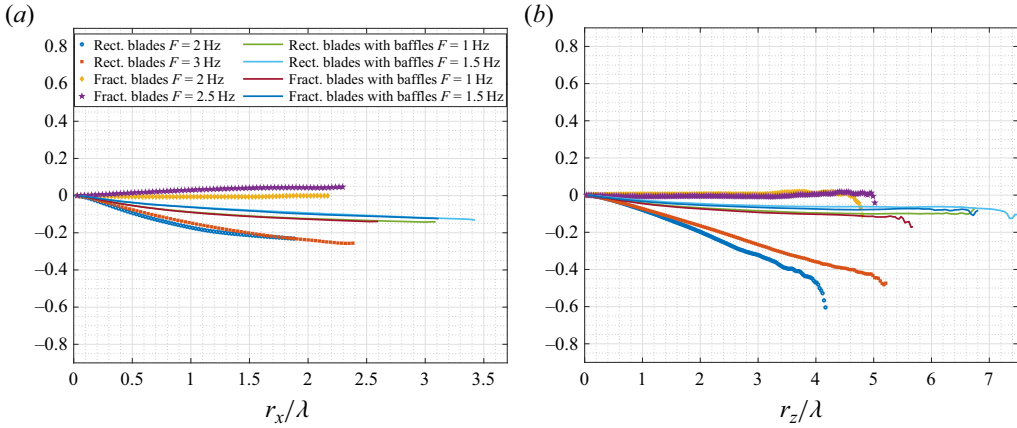 (a)
(b)
Rect. blades F = 2 Hz
Rect. blades F = 3 Hz
Fract. blades F = 2 Hz
Fract. blades F = 2.5 Hz
Rect. blades with baffles F = 1 Hz
Rect. blades with baffles F = 1.5 Hz
Fract. blades with baffles F = 1 Hz
Fract. blades with baffles F = 1.5 Hz
0.8
0.6
0.4
0.2
0
–0.2
–0.4
–0.6
–0.8
0 0.5 1 1.5 2 2.5 3 3.5
r_x/λ
0.8
0.6
0.4
0.2
0
–0.2
–0.4
–0.6
–0.8
0 1 2 3 4 5 6 7
r_z/λ